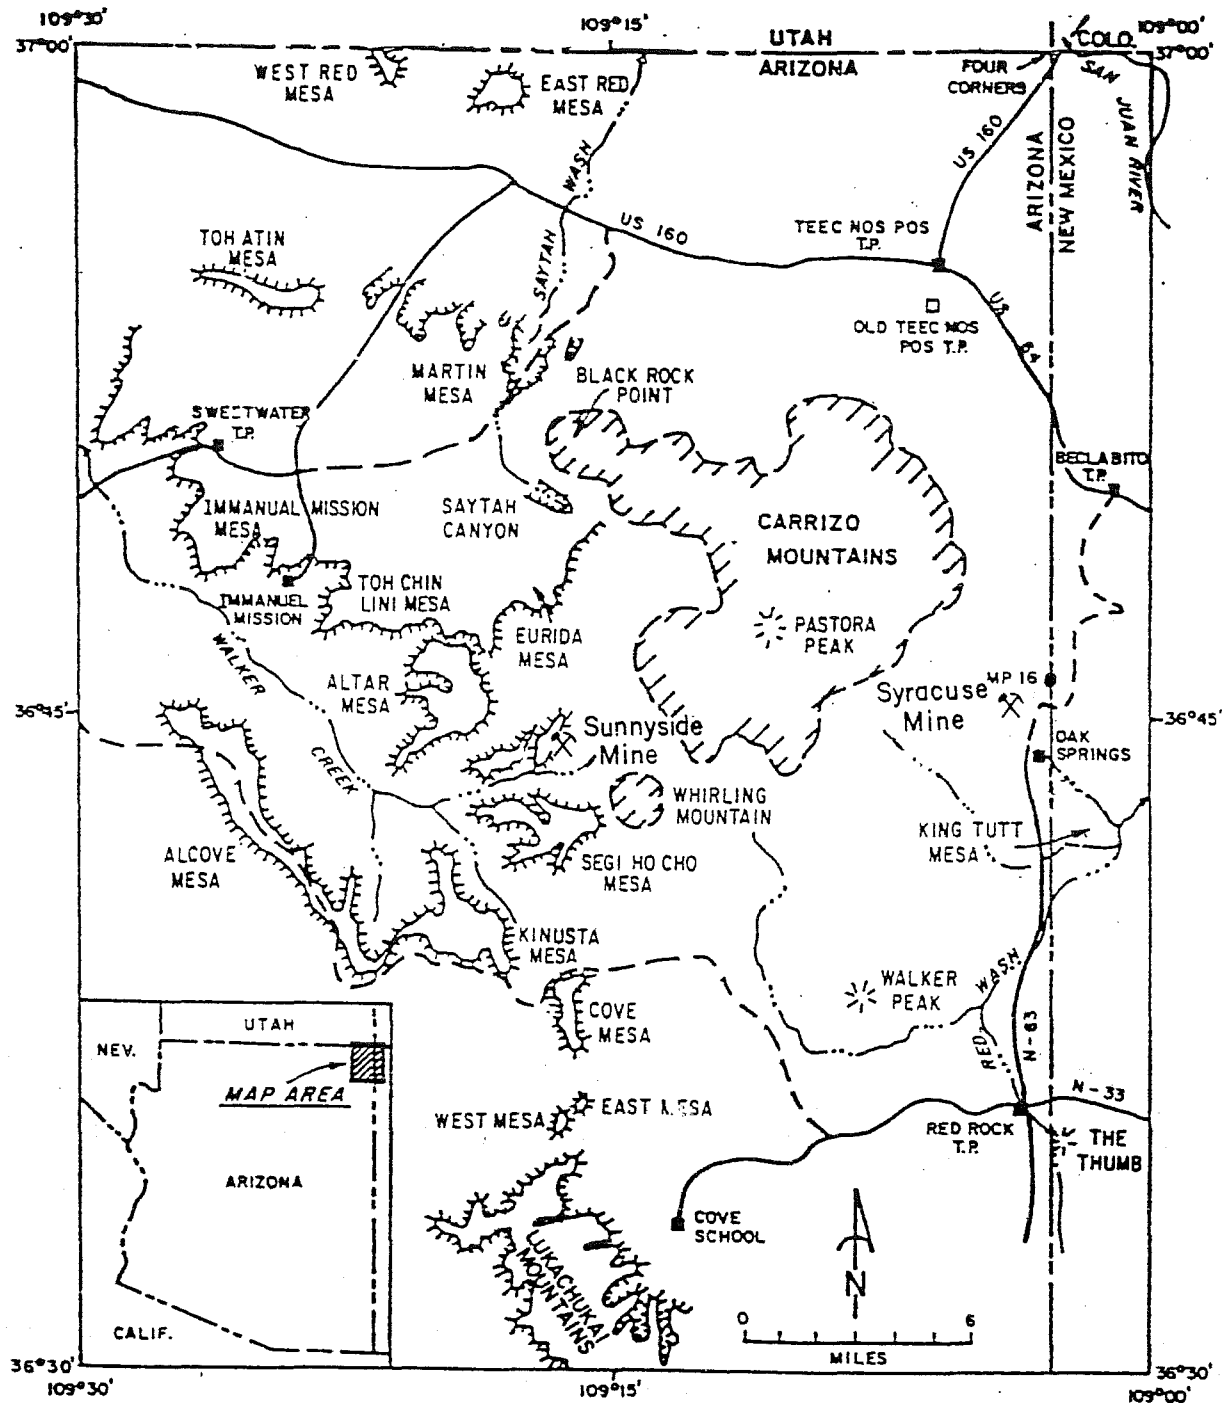 109°30'
109°15'
109°00'
37°00'
37°00'
UTAH
ARIZONA
COLO.
FOUR
CORNERS
SAN JUAN RIVER
WEST RED
MESA
EAST RED
MESA
US 160
ARIZONA
NEW MEXICO
SAYTAH WASH
US 160
TEEC NOS POS
T.P.
TOH ATIN
MESA
US 64
OLD TEEC NOS
POS T.P.
MARTIN
MESA
BLACK ROCK
POINT
SWEETWATER
T.P.
BECLABITO
T.P.
IMMANUAL MISSION
MESA
SAYTAH
CANYON
CARRIZO
MOUNTAINS
TOH CHIN
LINI MESA
IMMANUEL
MISSION
EURIDA
MESA
PASTORA
PEAK
WALKER CREEK
ALTAR
MESA
MP 16
Syracuse
Mine
36°45'
36°45'
Sunnyside
Mine
OAK
SPRINGS
WHIRLING
MOUNTAIN
KING TUTT
MESA
ALCOVE
MESA
SEGI HO CHO
MESA
KINUSTA
MESA
WALKER
PEAK
RED WASH
COVE
MESA
N-63
UTAH
NEV.
MAP AREA
ARIZONA
CALIF.
WEST MESA
EAST MESA
N-33
RED ROCK
T.P.
THE
THUMB
COVE
SCHOOL
LUKACHUKAI
MOUNTAINS
N
0
6
MILES
36°30'
36°30'
109°30'
109°15'
109°00'